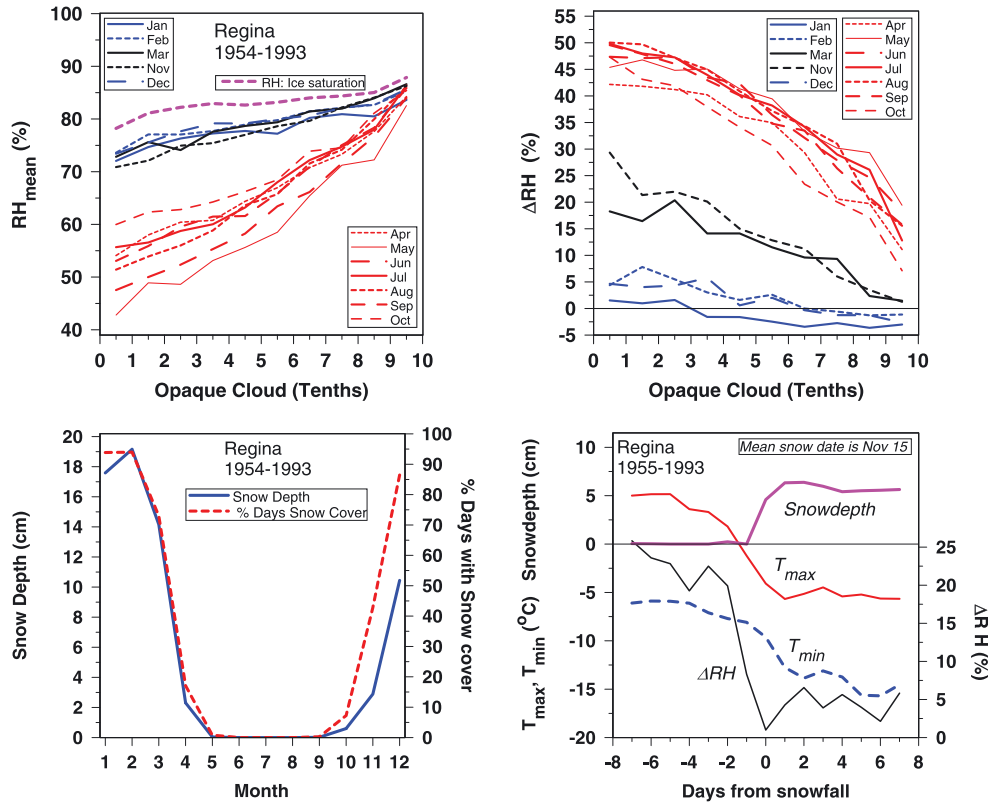 100
90
80
70
60
50
40
RH mean (%)
Jan
Feb
Mar
Nov
Dec
Regina
1954-1993
RH: Ice saturation
Apr
May
Jun
Jul
Aug
Sep
Oct
0 1 2 3 4 5 6 7 8 9 10
Opaque Cloud (Tenths)
55
50
45
40
35
30
25
20
15
10
5
0
-5
ΔRH (%)
Jan
Feb
Mar
Nov
Dec
Apr
May
Jun
Jul
Aug
Sep
Oct
0 1 2 3 4 5 6 7 8 9 10
Opaque Cloud (Tenths)
20
18
16
14
12
10
8
6
4
2
0
Snow Depth (cm)
Regina
1954-1993
Snow Depth
% Days Snow Cover
100
90
80
70
60
50
40
30
20
10
0
% Days with Snow
cover
1 2 3 4 5 6 7 8 9 10 11 12
Month
10
5
0
-5
-10
-15
-20
Tmax, Tmin (°C) Snowdepth (cm)
Regina
1955-1993
Mean snow date is Nov 15
Snowdepth
Tmax
Tmin
ΔRH
25
20
15
10
5
0
ΔR H (%)
-8 -6 -4 -2 0 2 4 6 8
Days from snowfall